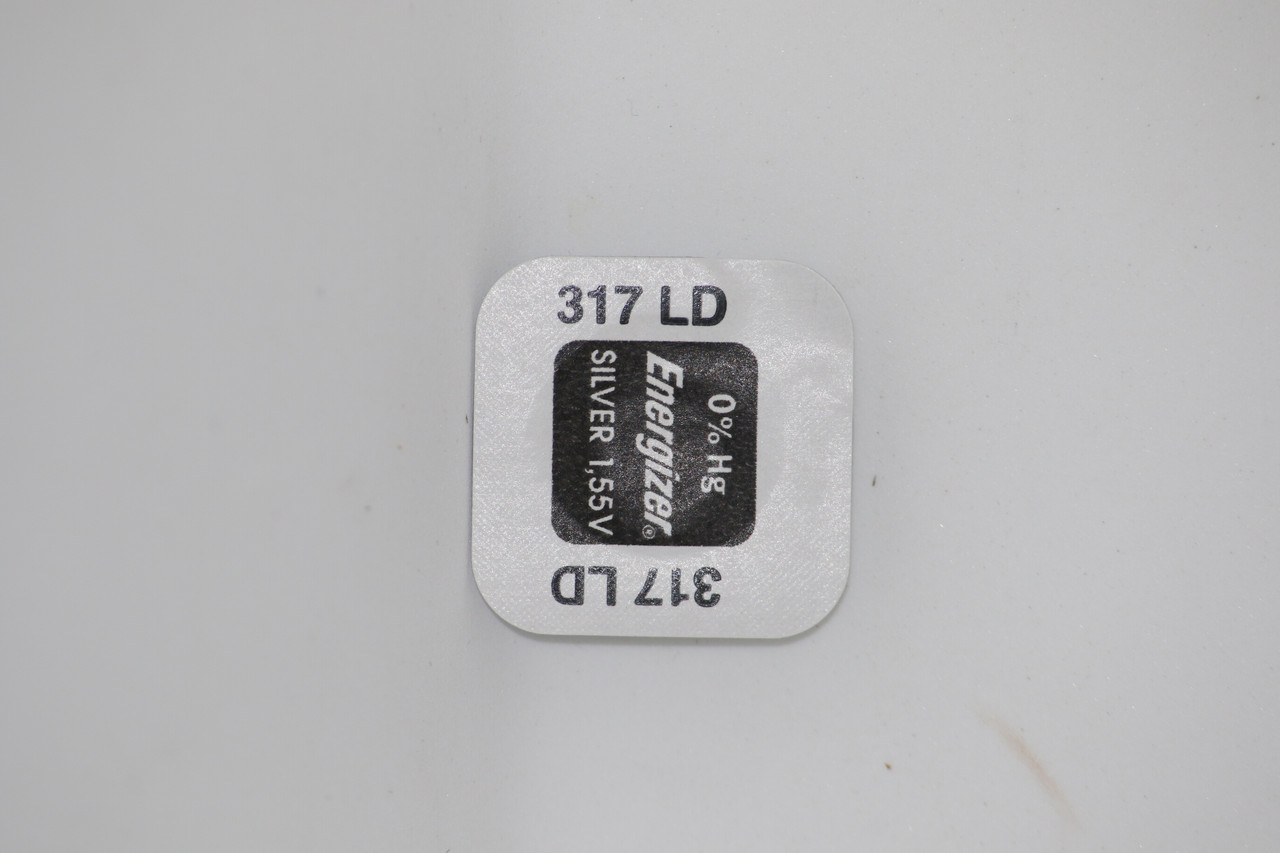 317 LD
0% Hg
Energizer®
SILVER 1,55V
317 LD